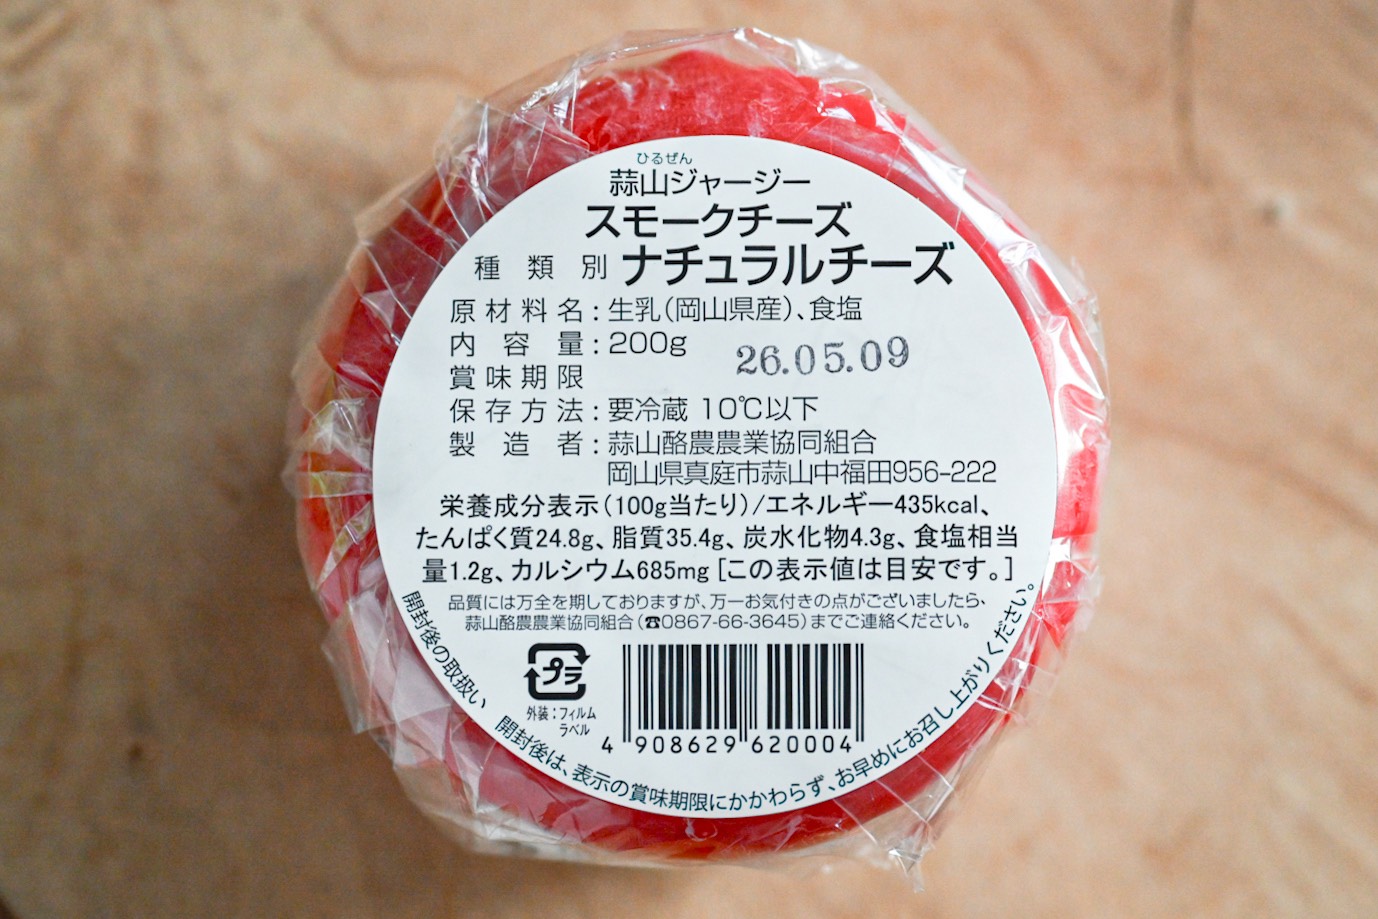 ひるぜん
蒜山ジャージー
スモークチーズ
種類別 ナチュラルチーズ
原材料名:生乳(岡山県産)、食塩
内容量:200g
賞味期限 26.05.09
保存方法:要冷蔵 10℃以下
製造者:蒜山酪農農業協同組合
岡山県真庭市蒜山中福田956-222
栄養成分表示(100g当たり)/エネルギー435kcal、
たんぱく質24.8g、脂質35.4g、炭水化物4.3g、食塩相当
量1.2g、カルシウム685mg[この表示値は目安です。]
品質には万全を期しておりますが、万一お気付きの点がございましたら、
蒜山酪農農業協同組合(☎0867-66-3645)までご連絡ください。
プラ
外装:フィルム
ラベル
4 908629 620004
開封後の取扱い
開封後は、表示の賞味期限にかかわらず、お早めにお召し上がりください。